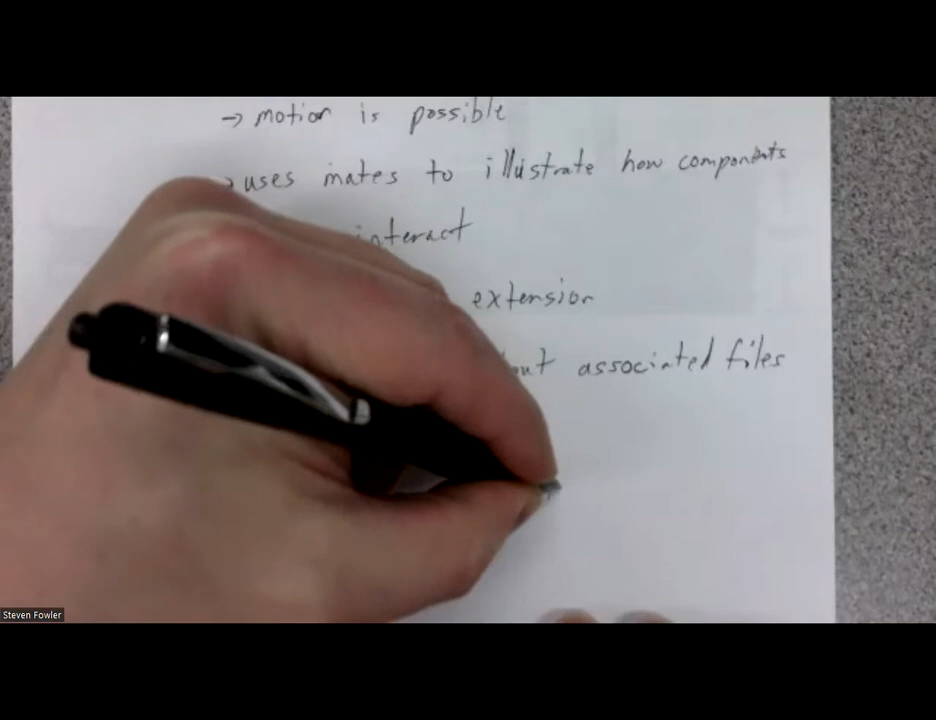 → motion is possible
uses mates to illustrate how components
interact
extension
associated files
Steven Fowler